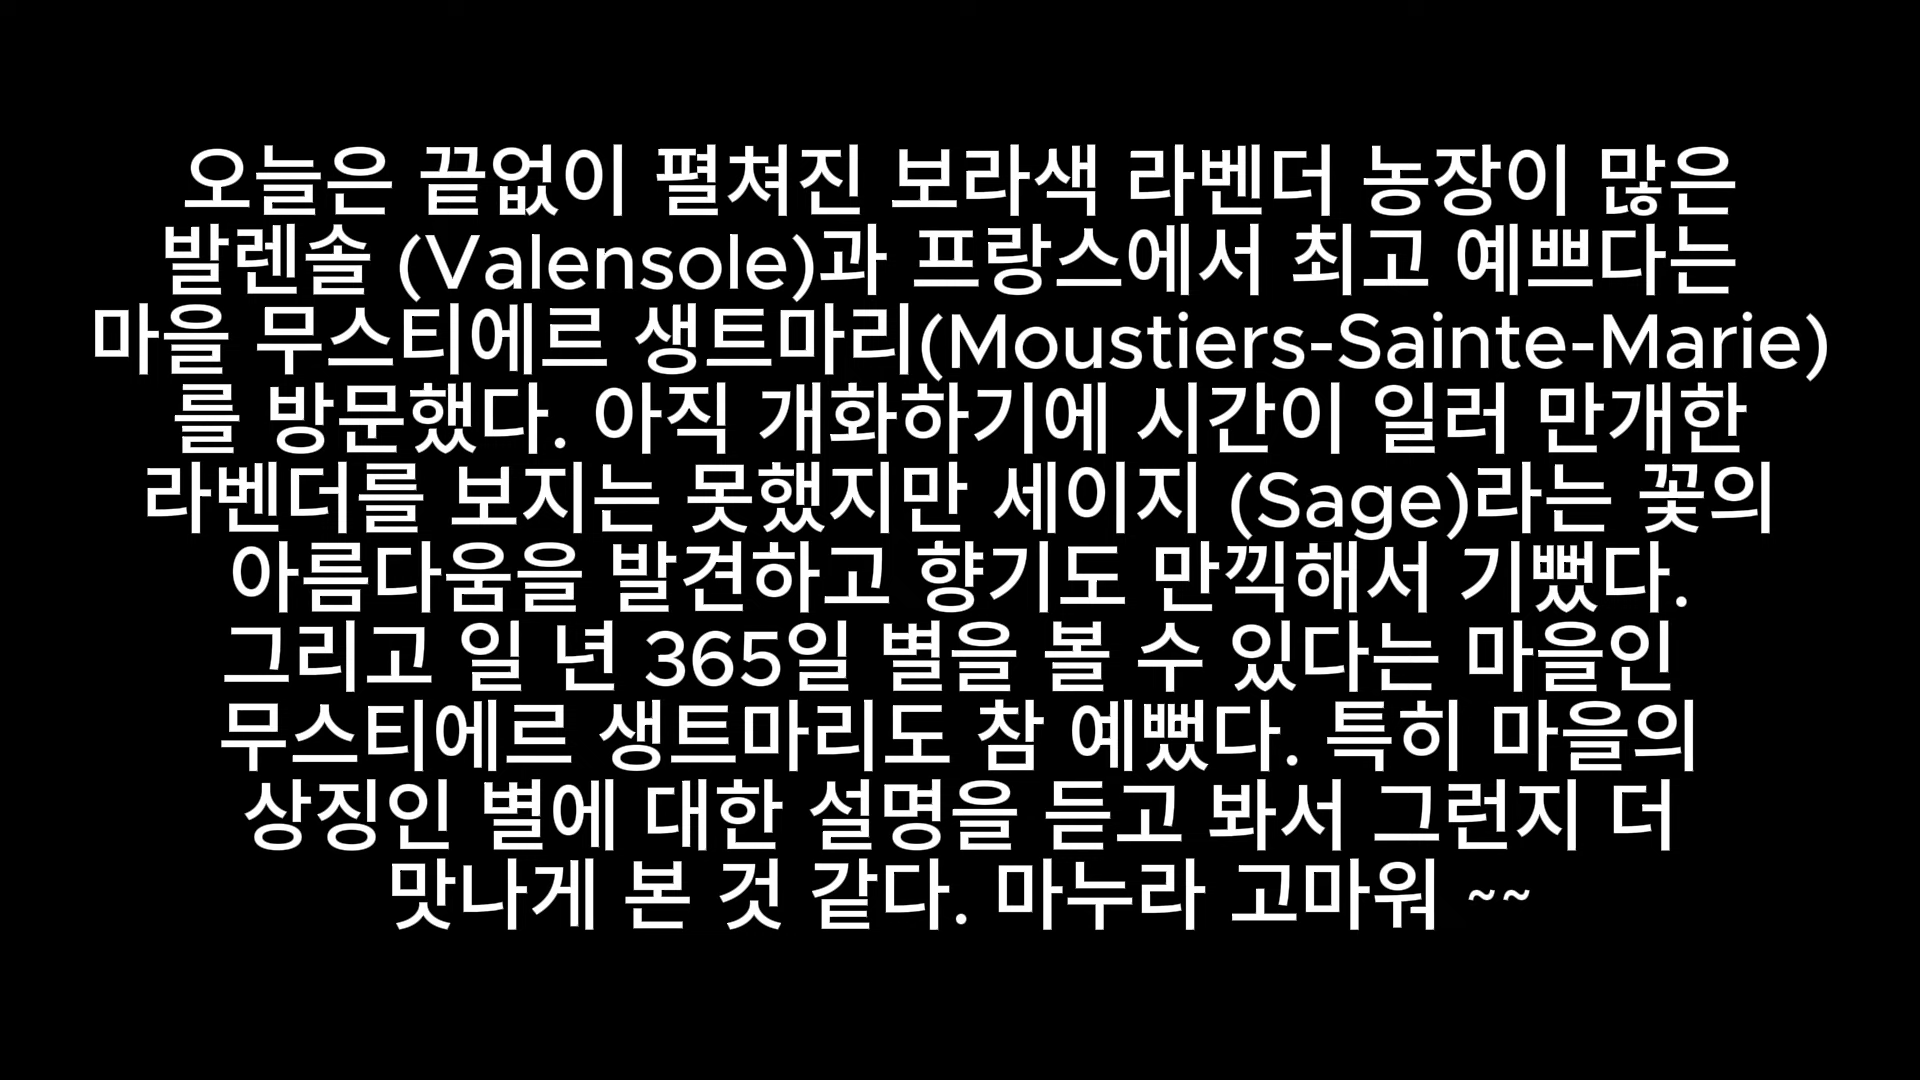 오늘은 끝없이 펼쳐진 보라색 라벤더 농장이 많은
발렌솔 (Valensole)과 프랑스에서 최고 예쁘다는
마을 무스티에르 생트마리(Moustiers-Sainte-Marie)
를 방문했다. 아직 개화하기에 시간이 일러 만개한
라벤더를 보지는 못했지만 세이지 (Sage)라는 꽃의
아름다움을 발견하고 향기도 만끽해서 기뻤다.
그리고 일 년 365일 별을 볼 수 있다는 마을인
무스티에르 생트마리도 참 예뻤다. 특히 마을의
상징인 별에 대한 설명을 듣고 봐서 그런지 더
맛나게 본 것 같다. 마누라 고마워 ~~